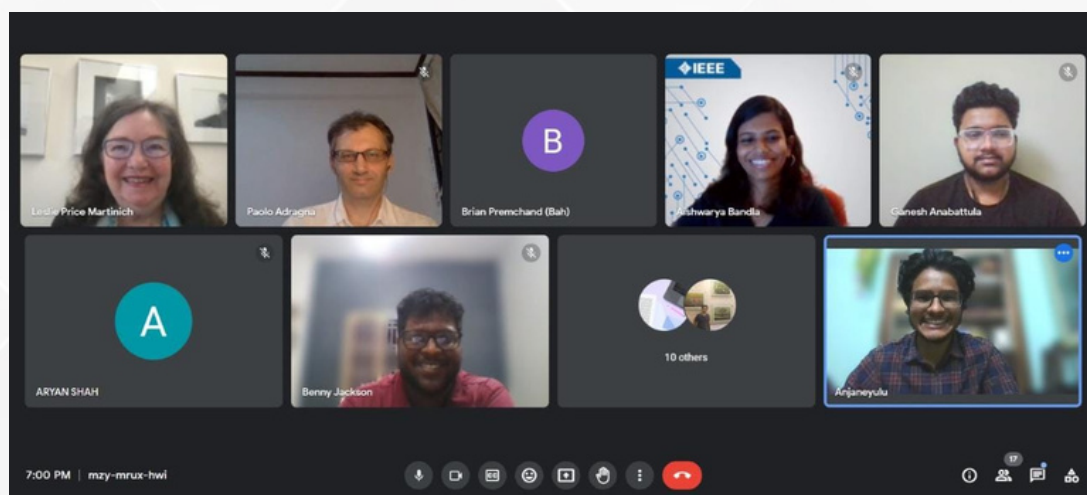 IEEE
Leslie Price Martinich
Paolo Adragna
B
Brian Premchand (Bah)
Aishwarya Bandla
Ganesh Anabattula
A
ARYAN SHAH
Benny Jackson
10 others
Anjaneyulu
7:00 PM | mzy-mrux-hwi
CC
17